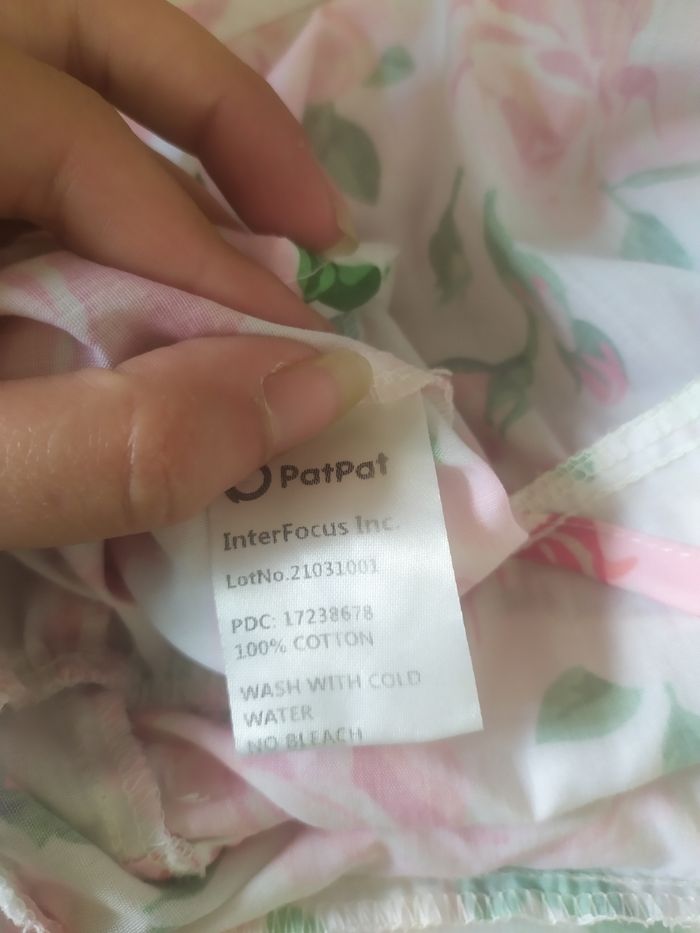 PatPat
InterFocus Inc.
LotNo.21031001
PDC: 17238678
100% COTTON
WASH WITH COLD
WATER
NO BLEACH